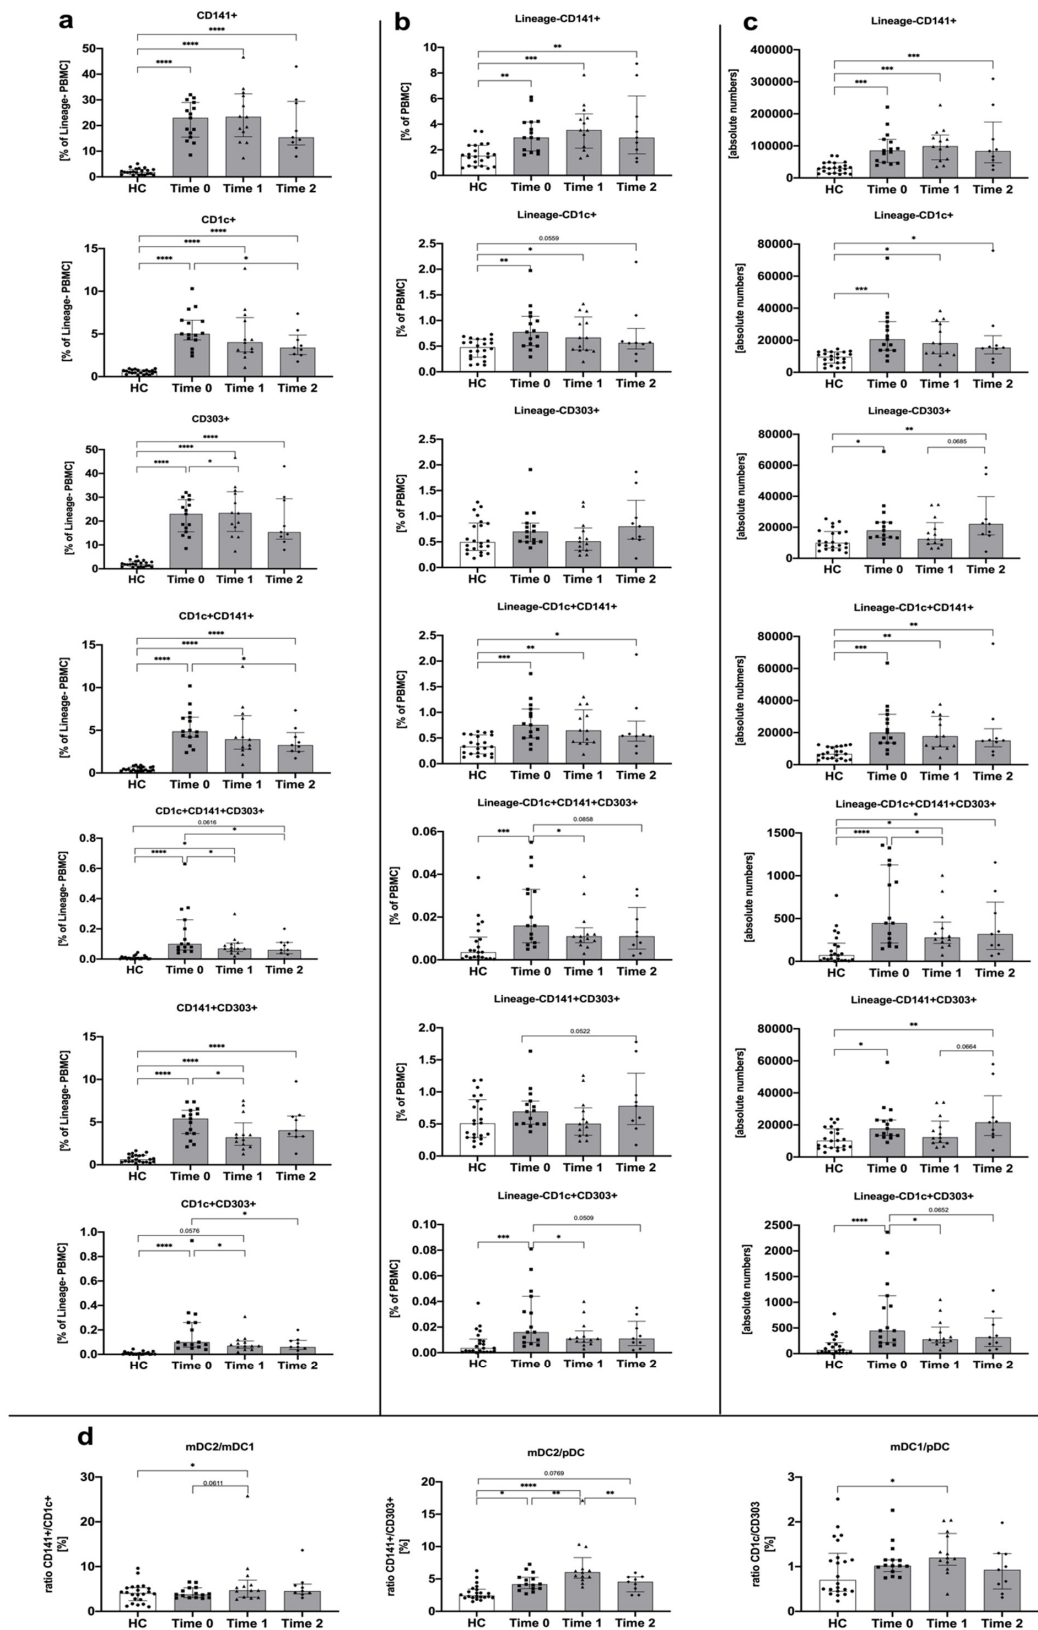 a
CD141+
[% of Lineage- PBMC]
50
40
30
20
10
0
****
****
****
HC Time 0 Time 1 Time 2
CD1c+
[% of Lineage- PBMC]
15
10
5
0
****
****
****
*
HC Time 0 Time 1 Time 2
CD303+
[% of Lineage- PBMC]
50
40
30
20
10
0
****
****
****
*
HC Time 0 Time 1 Time 2
CD1c+CD141+
[% of Lineage- PBMC]
15
10
5
0
****
****
****
*
HC Time 0 Time 1 Time 2
CD1c+CD141+CD303+
[% of Lineage- PBMC]
0.8
0.6
0.4
0.2
0.0
0.0616
*
*
****
*
HC Time 0 Time 1 Time 2
CD141+CD303+
[% of Lineage- PBMC]
15
10
5
0
****
****
****
*
HC Time 0 Time 1 Time 2
CD1c+CD303+
[% of Lineage- PBMC]
1.0
0.8
0.6
0.4
0.2
0.0
*
0.0576
****
*
HC Time 0 Time 1 Time 2
b
Lineage-CD141+
[% of PBMC]
10
8
6
4
2
0
**
***
**
HC Time 0 Time 1 Time 2
Lineage-CD1c+
[% of PBMC]
2.5
2.0
1.5
1.0
0.5
0.0
0.0559
*
**
HC Time 0 Time 1 Time 2
Lineage-CD303+
[% of PBMC]
2.5
2.0
1.5
1.0
0.5
0.0
HC Time 0 Time 1 Time 2
Lineage-CD1c+CD141+
[% of PBMC]
2.5
2.0
1.5
1.0
0.5
0.0
*
**
***
HC Time 0 Time 1 Time 2
Lineage-CD1c+CD141+CD303+
[% of PBMC]
0.06
0.04
0.02
0.00
0.0858
***
*
HC Time 0 Time 1 Time 2
Lineage-CD141+CD303+
[% of PBMC]
2.0
1.5
1.0
0.5
0.0
0.0522
HC Time 0 Time 1 Time 2
Lineage-CD1c+CD303+
[% of PBMC]
0.10
0.08
0.06
0.04
0.02
0.00
0.0509
***
*
HC Time 0 Time 1 Time 2
c
Lineage-CD141+
[absolute numbers]
400000
300000
200000
100000
0
***
***
***
HC Time 0 Time 1 Time 2
Lineage-CD1c+
[absolute numbers]
80000
60000
40000
20000
0
*
*
***
HC Time 0 Time 1 Time 2
Lineage-CD303+
[absolute numbers]
80000
60000
40000
20000
0
**
*
0.0685
HC Time 0 Time 1 Time 2
Lineage-CD1c+CD141+
[absolute nubmers]
80000
60000
40000
20000
0
**
**
***
HC Time 0 Time 1 Time 2
Lineage-CD1c+CD141+CD303+
[absolute numbers]
1500
1000
500
0
*
*
****
*
HC Time 0 Time 1 Time 2
Lineage-CD141+CD303+
[absolute numbers]
80000
60000
40000
20000
0
**
*
0.0664
HC Time 0 Time 1 Time 2
Lineage-CD1c+CD303+
[absolute numbers]
2500
2000
1500
1000
500
0
0.0652
****
*
HC Time 0 Time 1 Time 2
d
mDC2/mDC1
ratio CD141+/CD1c+
[%]
30
20
10
5
0
*
0.0611
HC Time 0 Time 1 Time 2
mDC2/pDC
ratio CD141+/CD303+
[%]
20
15
10
5
0
0.0769
****
*
**
**
HC Time 0 Time 1 Time 2
mDC1/pDC
ratio CD1c/CD303
[%]
3
2
1
0
*
HC Time 0 Time 1 Time 2